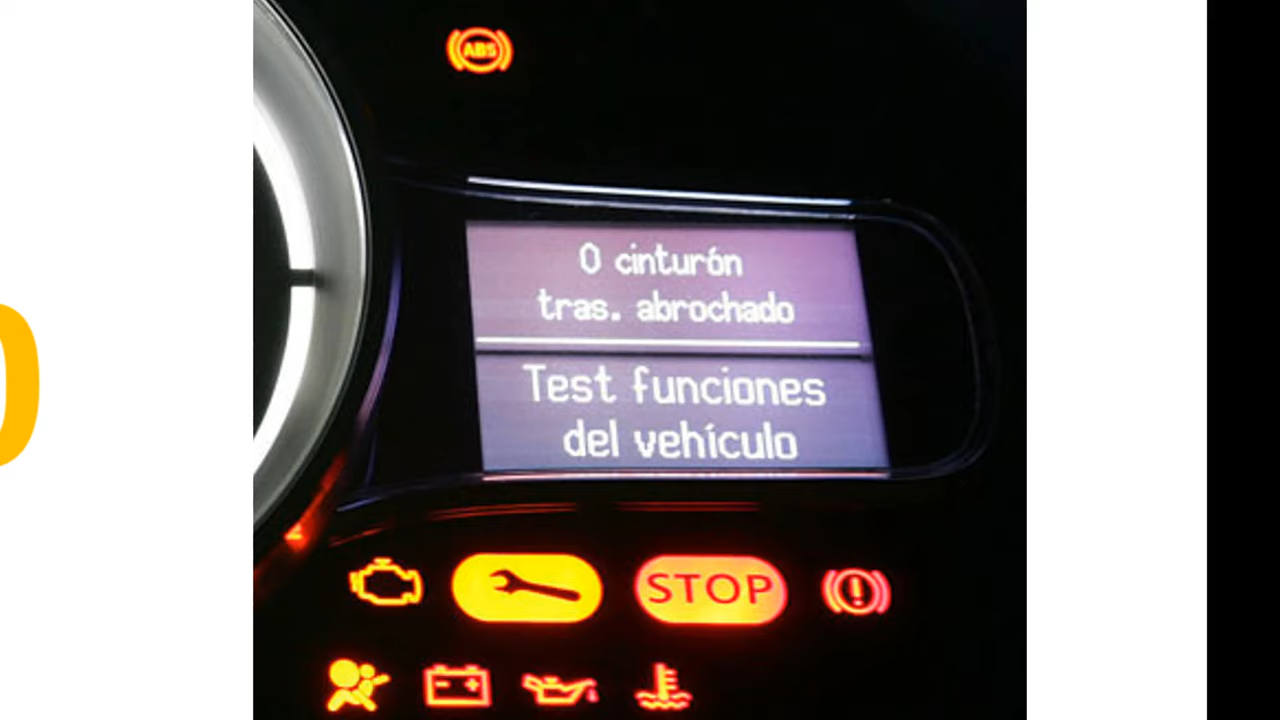 ABS
0 cinturón
tras. abrochado
Test funciones
del vehículo
STOP